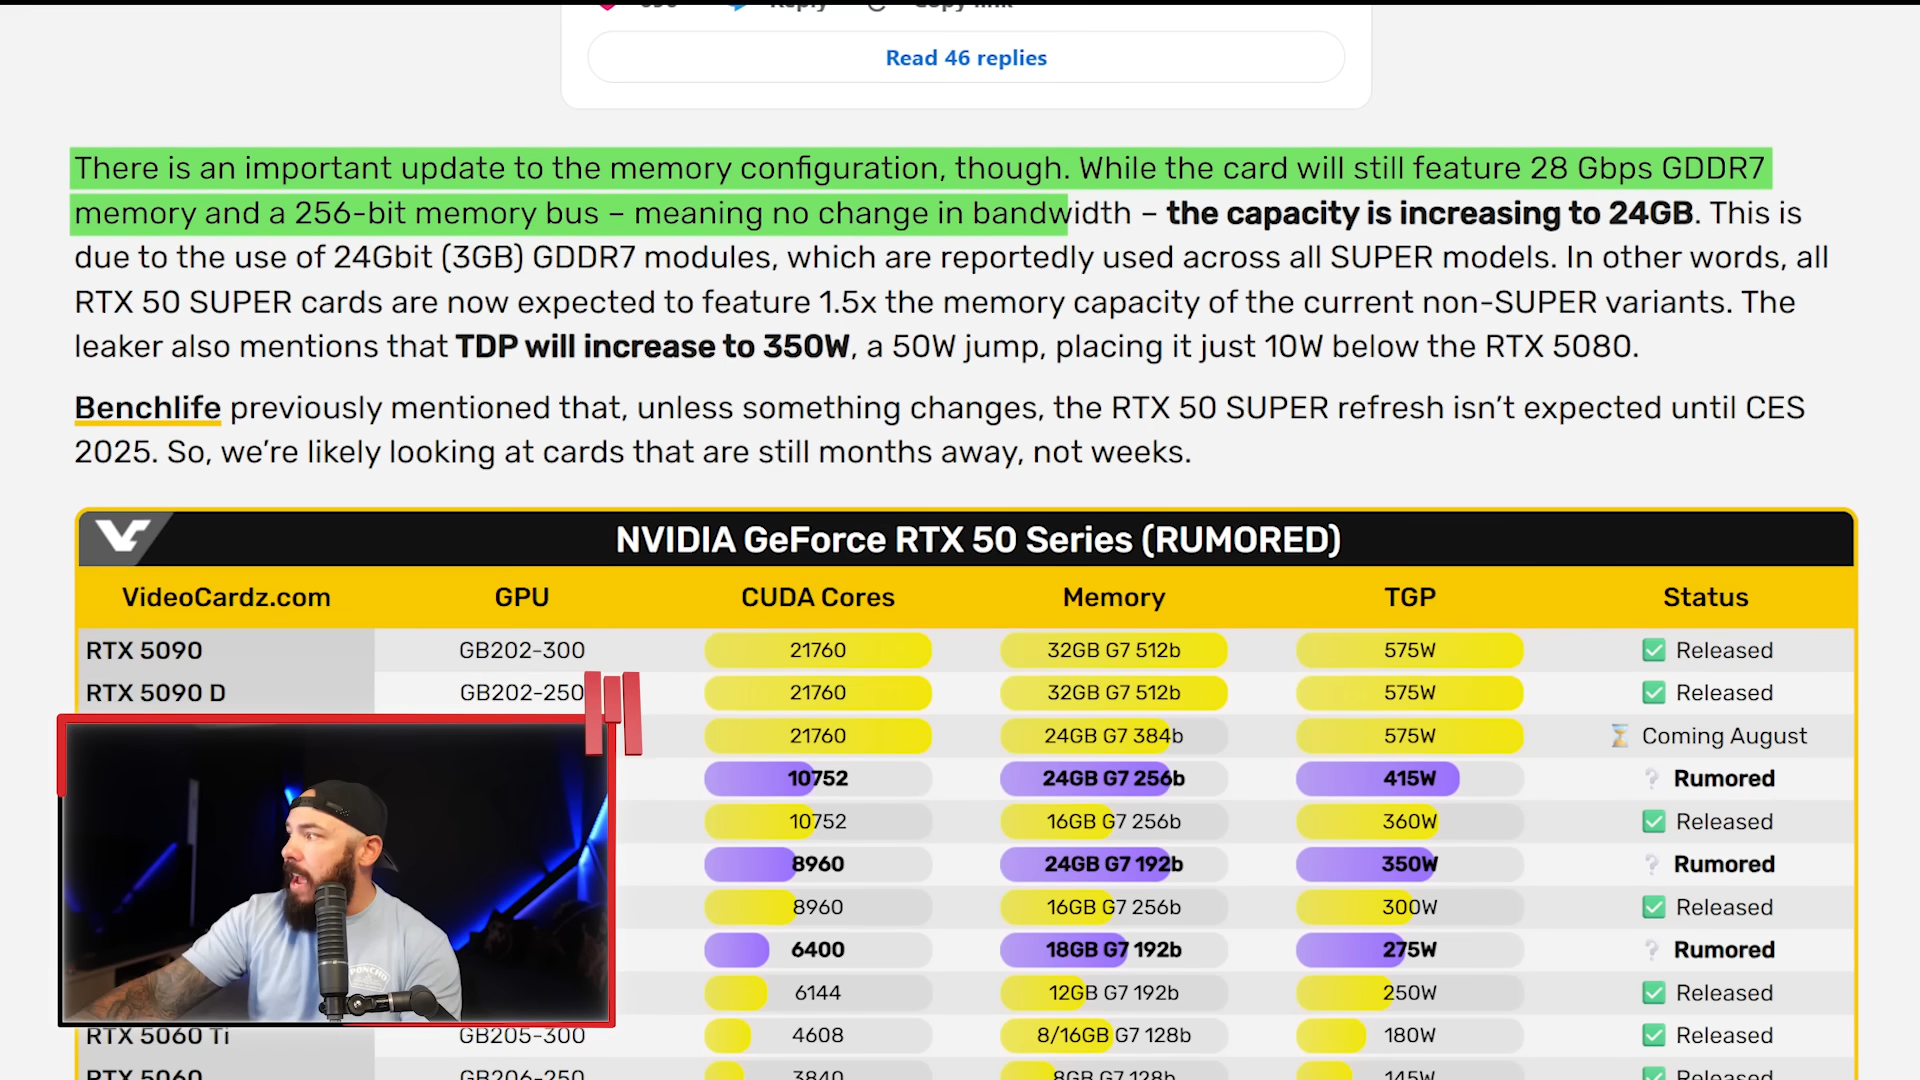 Read 46 replies
There is an important update to the memory configuration, though. While the card will still feature 28 Gbps GDDR7
memory and a 256-bit memory bus – meaning no change in bandwidth – the capacity is increasing to 24GB. This is
due to the use of 24Gbit (3GB) GDDR7 modules, which are reportedly used across all SUPER models. In other words, all
RTX 50 SUPER cards are now expected to feature 1.5x the memory capacity of the current non-SUPER variants. The
leaker also mentions that TDP will increase to 350W, a 50W jump, placing it just 10W below the RTX 5080.
Benchlife previously mentioned that, unless something changes, the RTX 50 SUPER refresh isn't expected until CES
2025. So, we're likely looking at cards that are still months away, not weeks.
NVIDIA GeForce RTX 50 Series (RUMORED)
VideoCardz.com GPU CUDA Cores Memory TGP Status
RTX 5090 GB202-300 21760 32GB G7 512b 575W Released
RTX 5090 D GB202-250 21760 32GB G7 512b 575W Released
21760 24GB G7 384b 575W Coming August
10752 24GB G7 256b 415W Rumored
10752 16GB G7 256b 360W Released
8960 24GB G7 192b 350W Rumored
8960 16GB G7 256b 300W Released
6400 18GB G7 192b 275W Rumored
6144 12GB G7 192b 250W Released
RTX 5060 Ti GB205-300 4608 8/16GB G7 128b 180W Released
RTX 5060 GB206-250 3840 8GB G7 128b 145W Released
PONCHO